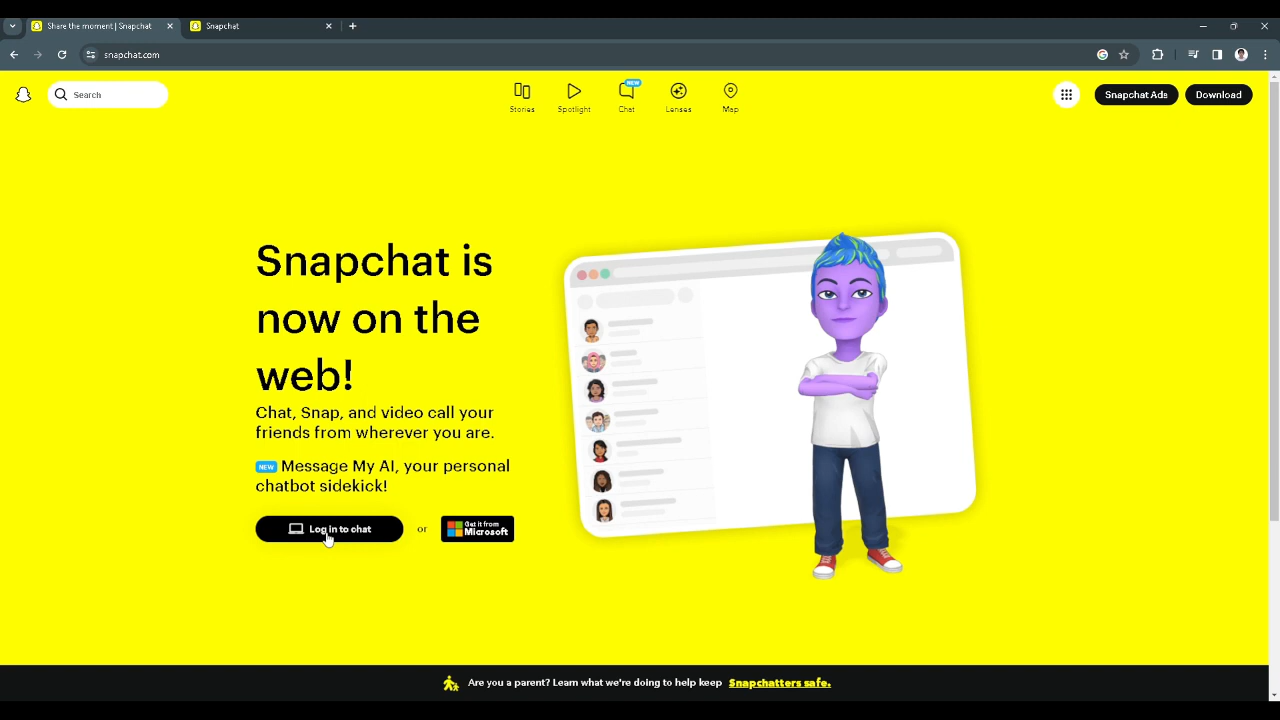 Share the moment | Snapchat
Snapchat
snapchat.com
Search
Stories
Spotlight
NEW
Chat
Lenses
Map
Snapchat Ads
Download
Snapchat is
now on the
web!
Chat, Snap, and video call your
friends from wherever you are.
NEW Message My AI, your personal
chatbot sidekick!
Log in to chat
or
Get it from
Microsoft
Are you a parent? Learn what we're doing to help keep Snapchatters safe.